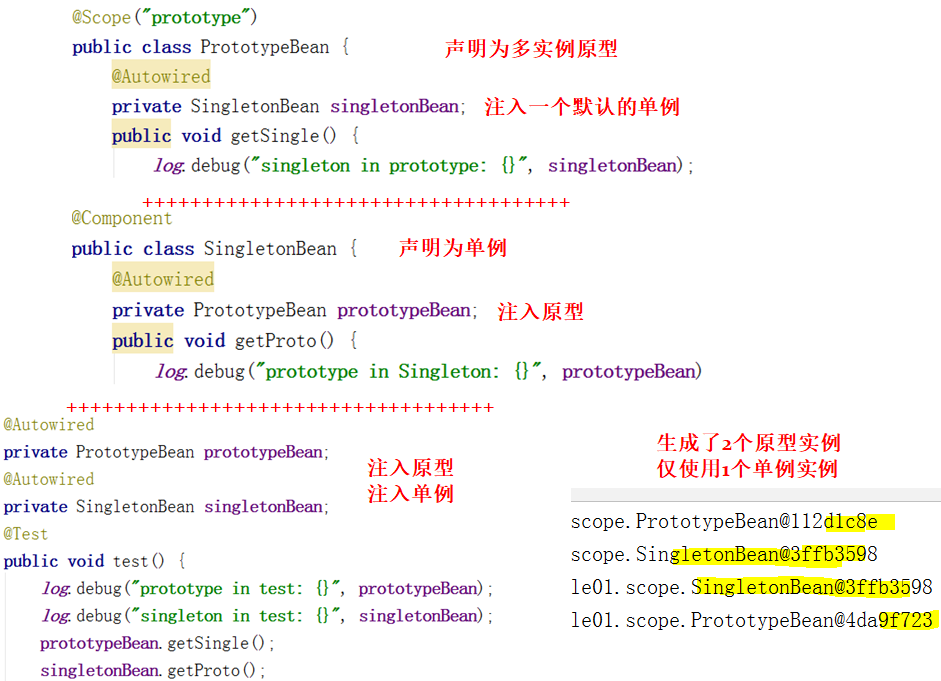 @Scope("prototype")
public class PrototypeBean {
声明为多实例原型
@Autowired
private SingletonBean singletonBean;
注入一个默认的单例
public void getSingle() {
log.debug("singleton in prototype: {}", singletonBean);
+++++++++++++++++++++++++++++++++++
@Component
public class SingletonBean {
声明为单例
@Autowired
private PrototypeBean prototypeBean;
注入原型
public void getProto() {
log.debug("prototype in Singleton: {}", prototypeBean)
+++++++++++++++++++++++++++++++++++
@Autowired
private PrototypeBean prototypeBean;
@Autowired
private SingletonBean singletonBean;
@Test
public void test() {
log.debug("prototype in test: {}", prototypeBean);
log.debug("singleton in test: {}", singletonBean);
prototypeBean.getSingle();
singletonBean.getProto();
注入原型
注入单例
生成了2个原型实例
仅使用1个单例实例
scope.PrototypeBean@112d1c8e
scope.SingletonBean@3ffb3598
le01.scope.SingletonBean@3ffb3598
le01.scope.PrototypeBean@4da9f723